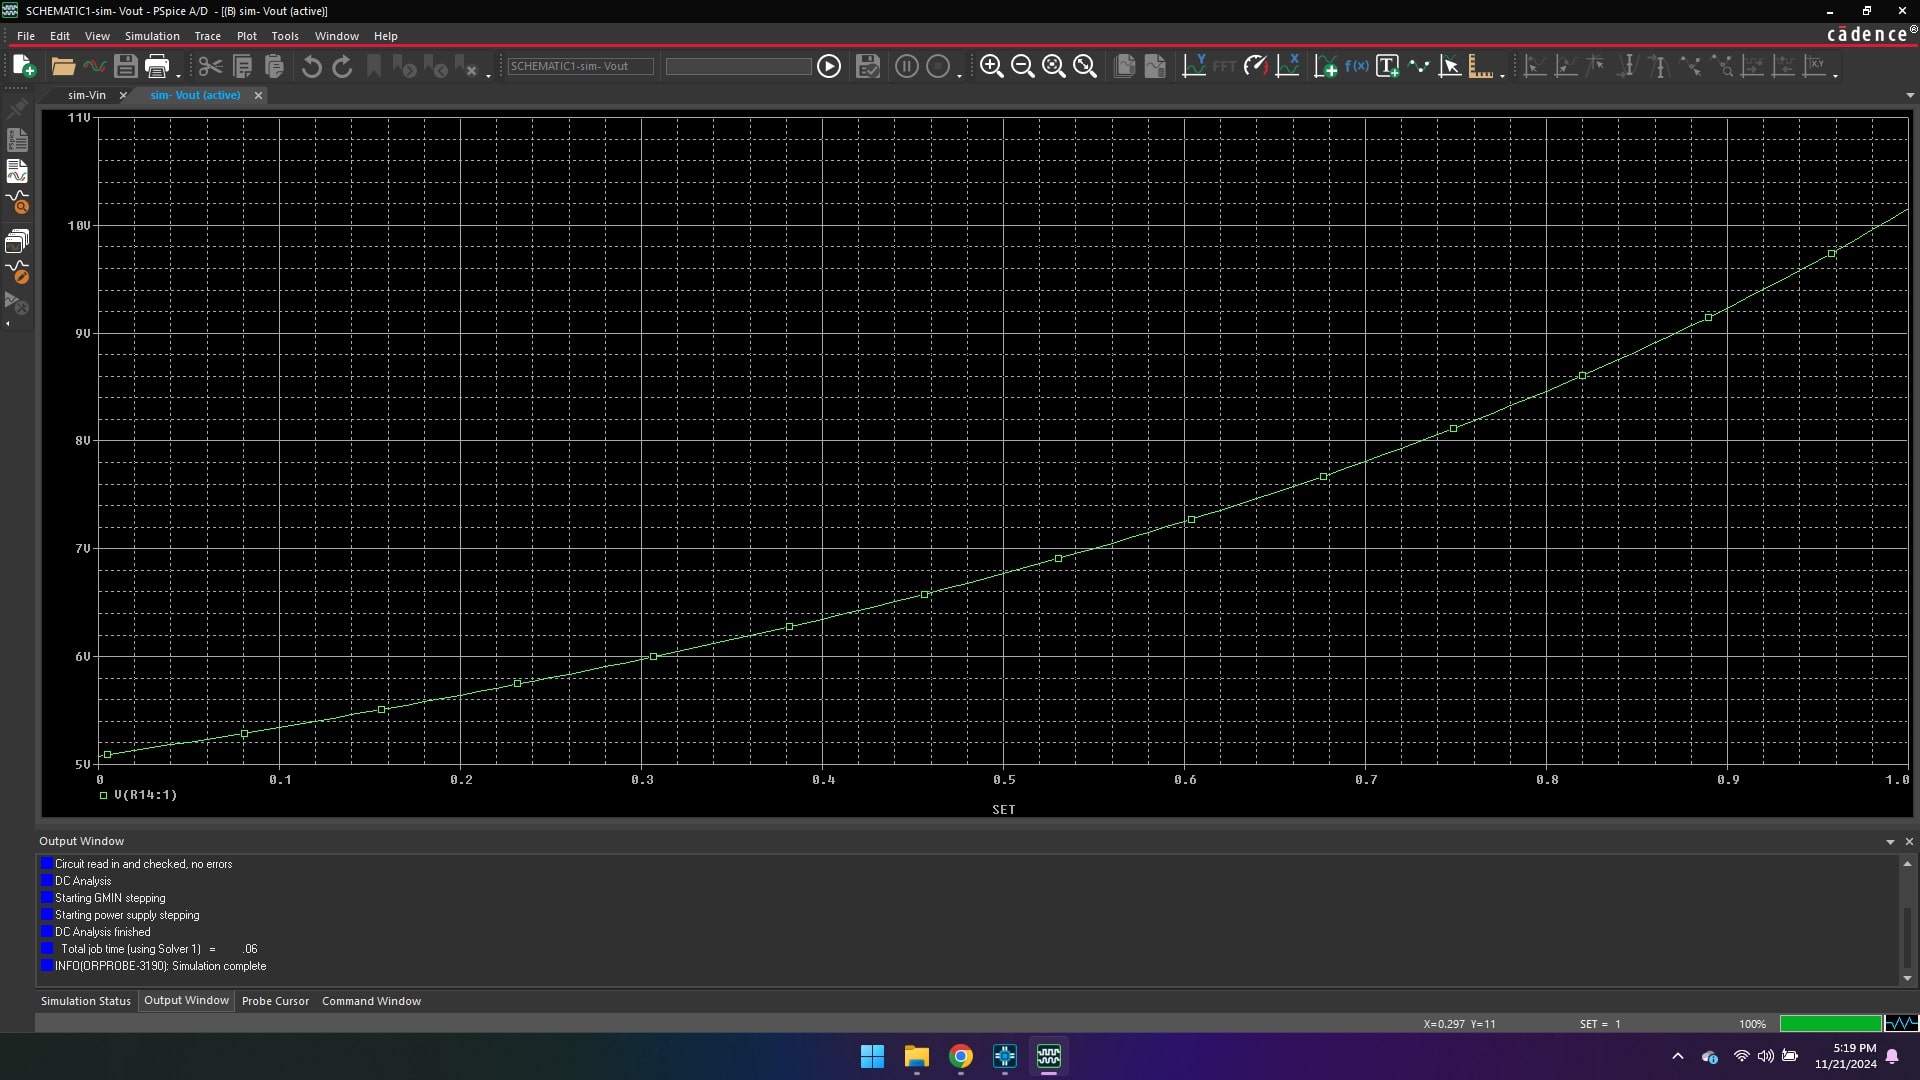 SCHEMATIC1-sim- Vout - PSpice A/D - [(B) sim- Vout (active)]
File Edit View Simulation Trace Plot Tools Window Help
cādence®
SCHEMATIC1-sim- Vout
FFT
f(x)
sim-Vin
sim- Vout (active)
11V
10V
9V
8V
7V
6V
5V
0 0.1 0.2 0.3 0.4 0.5 0.6 0.7 0.8 0.9 1.0
V(R14:1)
SET
Output Window
Circuit read in and checked, no errors
DC Analysis
Starting GMIN stepping
Starting power supply stepping
DC Analysis finished
Total job time (using Solver 1) = .06
INFO(ORPROBE-3190): Simulation complete
Simulation Status Output Window Probe Cursor Command Window
X=0.297 Y=11 SET = 1 100%
5:19 PM
11/21/2024